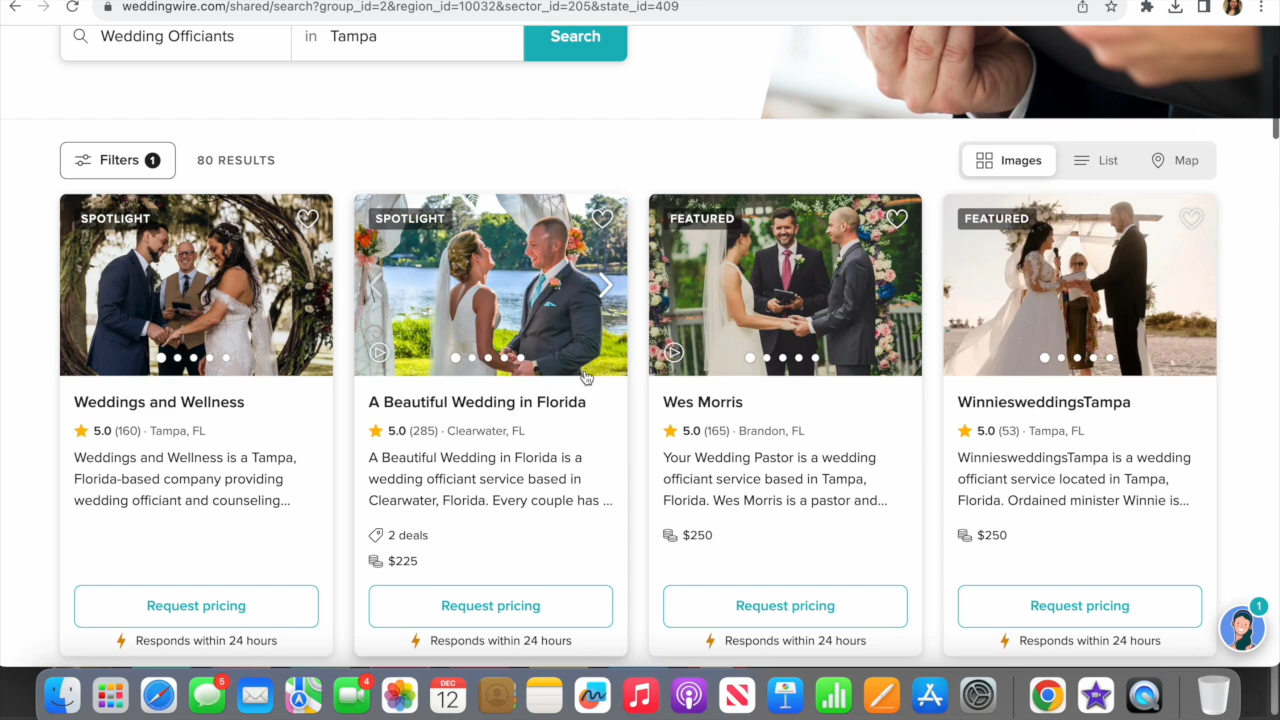 weddingwire.com/shared/search?group_id=2&region_id=10032&sector_id=205&state_id=409
Wedding Officiants
in Tampa
Search
Filters 1
80 RESULTS
Images
List
Map
SPOTLIGHT
SPOTLIGHT
FEATURED
FEATURED
Weddings and Wellness
5.0 (160) · Tampa, FL
Weddings and Wellness is a Tampa,
Florida-based company providing
wedding officiant and counseling...
Request pricing
Responds within 24 hours
A Beautiful Wedding in Florida
5.0 (285) · Clearwater, FL
A Beautiful Wedding in Florida is a
wedding officiant service based in
Clearwater, Florida. Every couple has ...
2 deals
$225
Request pricing
Responds within 24 hours
Wes Morris
5.0 (165) · Brandon, FL
Your Wedding Pastor is a wedding
officiant service based in Tampa,
Florida. Wes Morris is a pastor and...
$250
Request pricing
Responds within 24 hours
WinniesweddingsTampa
5.0 (53) · Tampa, FL
WinniesweddingsTampa is a wedding
officiant service located in Tampa,
Florida. Ordained minister Winnie is...
$250
Request pricing
Responds within 24 hours
1
5
4
DEC
12